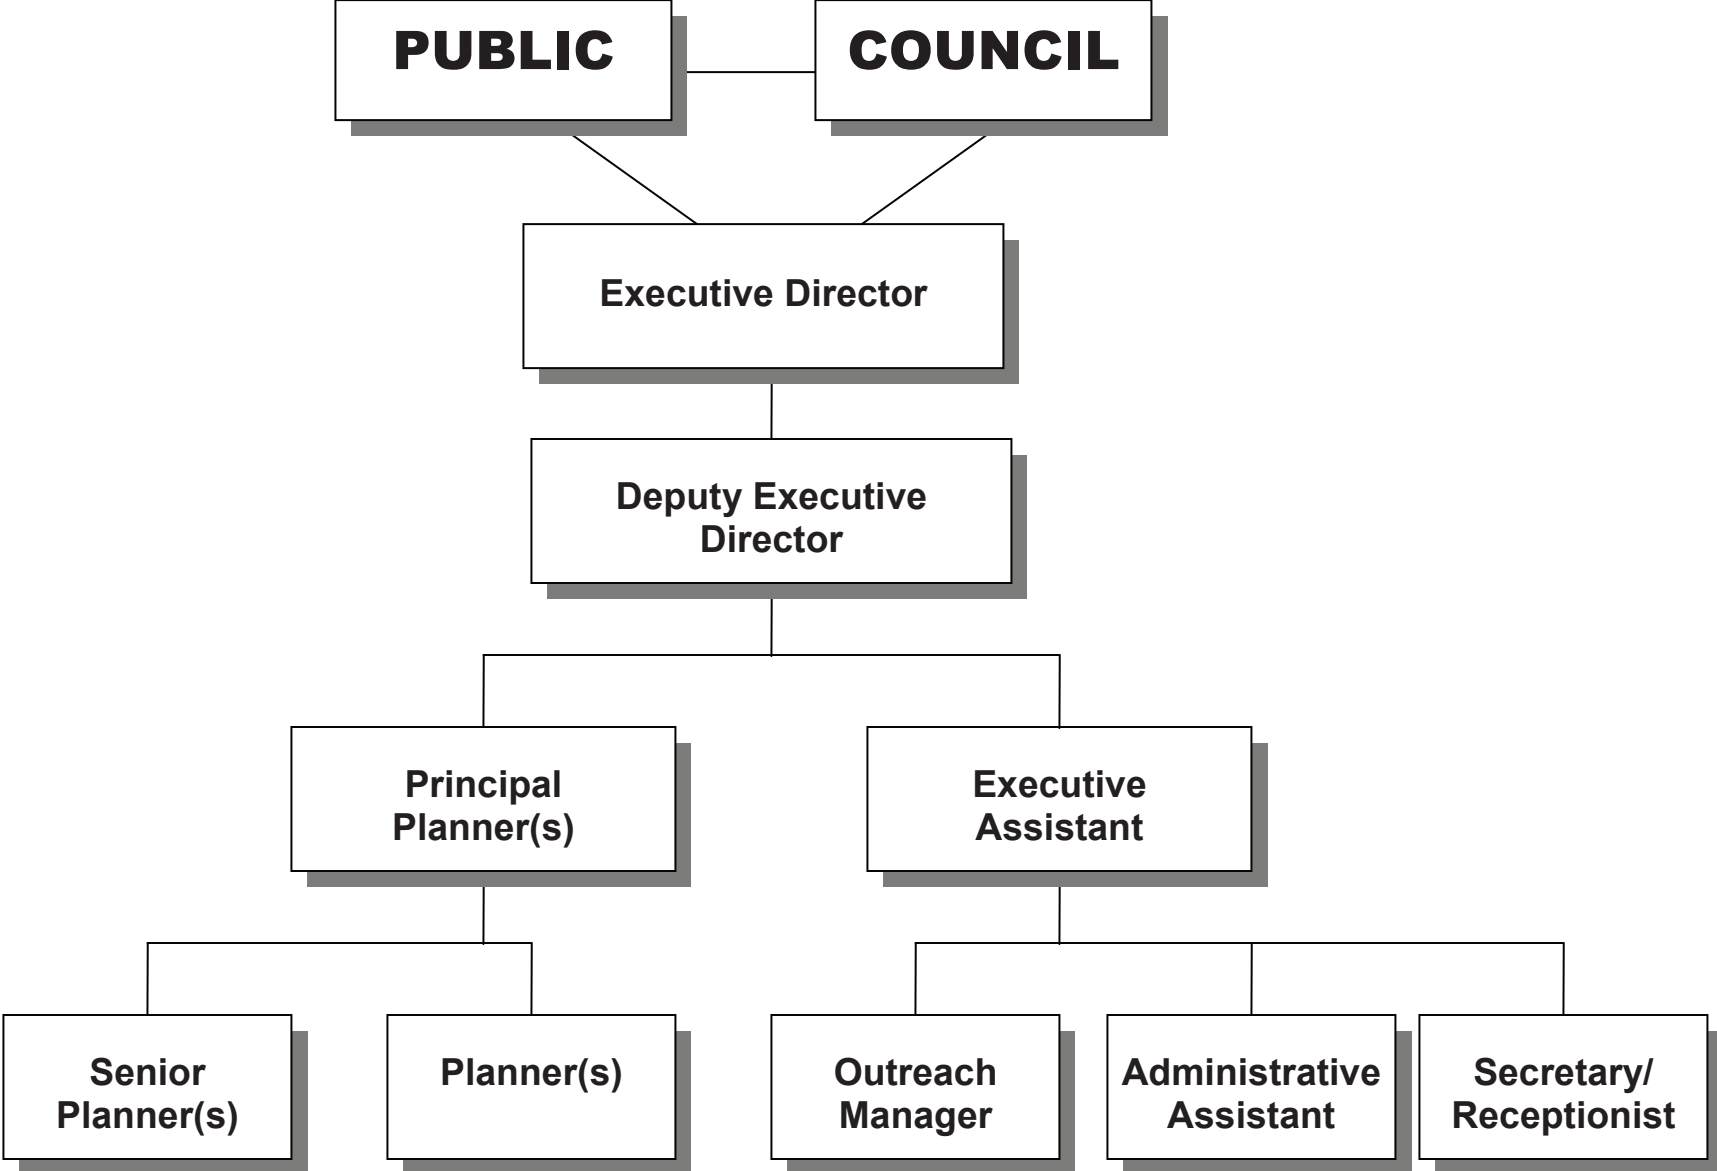 PUBLIC
COUNCIL
Executive Director
Deputy Executive
Director
Principal
Planner(s)
Executive
Assistant
Senior
Planner(s)
Planner(s)
Outreach
Manager
Administrative
Assistant
Secretary/
Receptionist